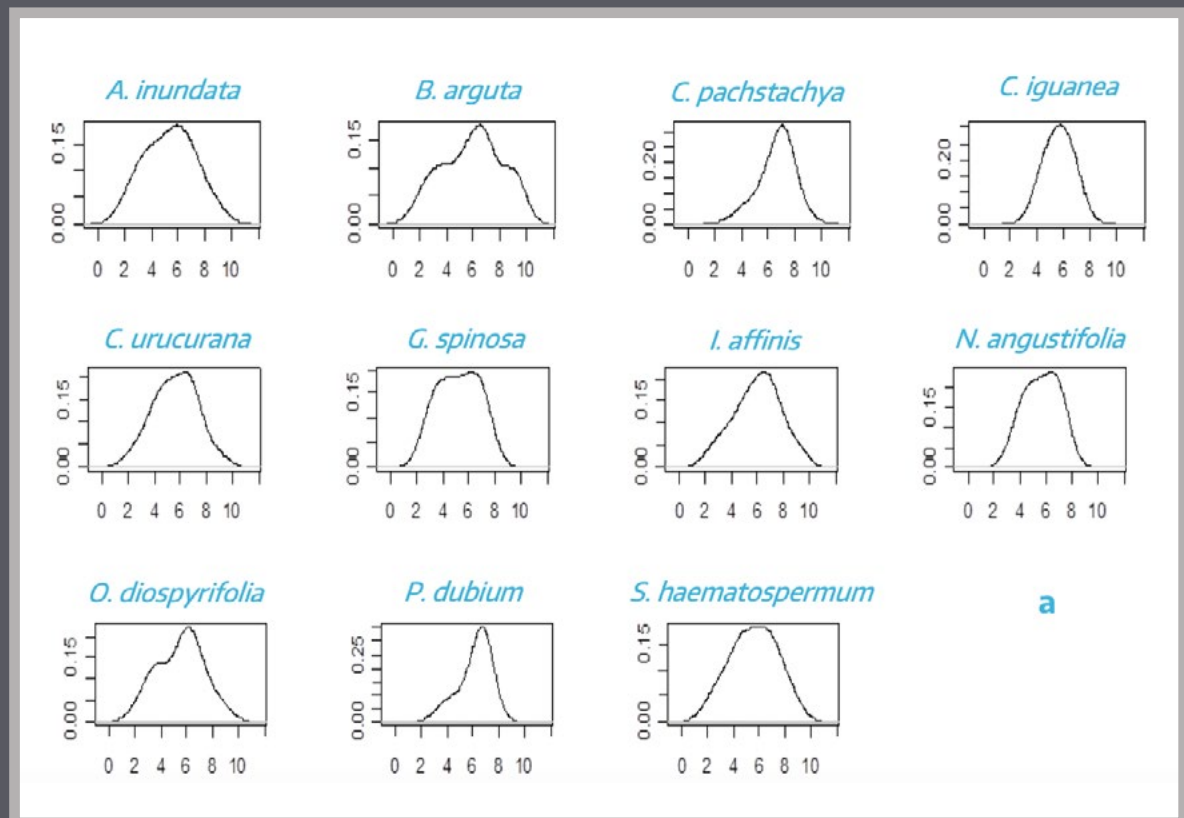 A. inundata
B. arguta
C. pachstachya
C. iguanea
0.15
0.00
0 2 4 6 8 10
0.15
0.00
0 2 4 6 8 10
0.20
0.00
0 2 4 6 8 10
0.20
0.00
0 2 4 6 8 10
C. urucurana
G. spinosa
I. affinis
N. angustifolia
0.15
0.00
0 2 4 6 8 10
0.15
0.00
0 2 4 6 8 10
0.15
0.00
0 2 4 6 8 10
0.15
0.00
0 2 4 6 8 10
O. diospyrifolia
P. dubium
S. haematospermum
a
0.15
0.00
0 2 4 6 8 10
0.25
0.00
0 2 4 6 8 10
0.15
0.00
0 2 4 6 8 10